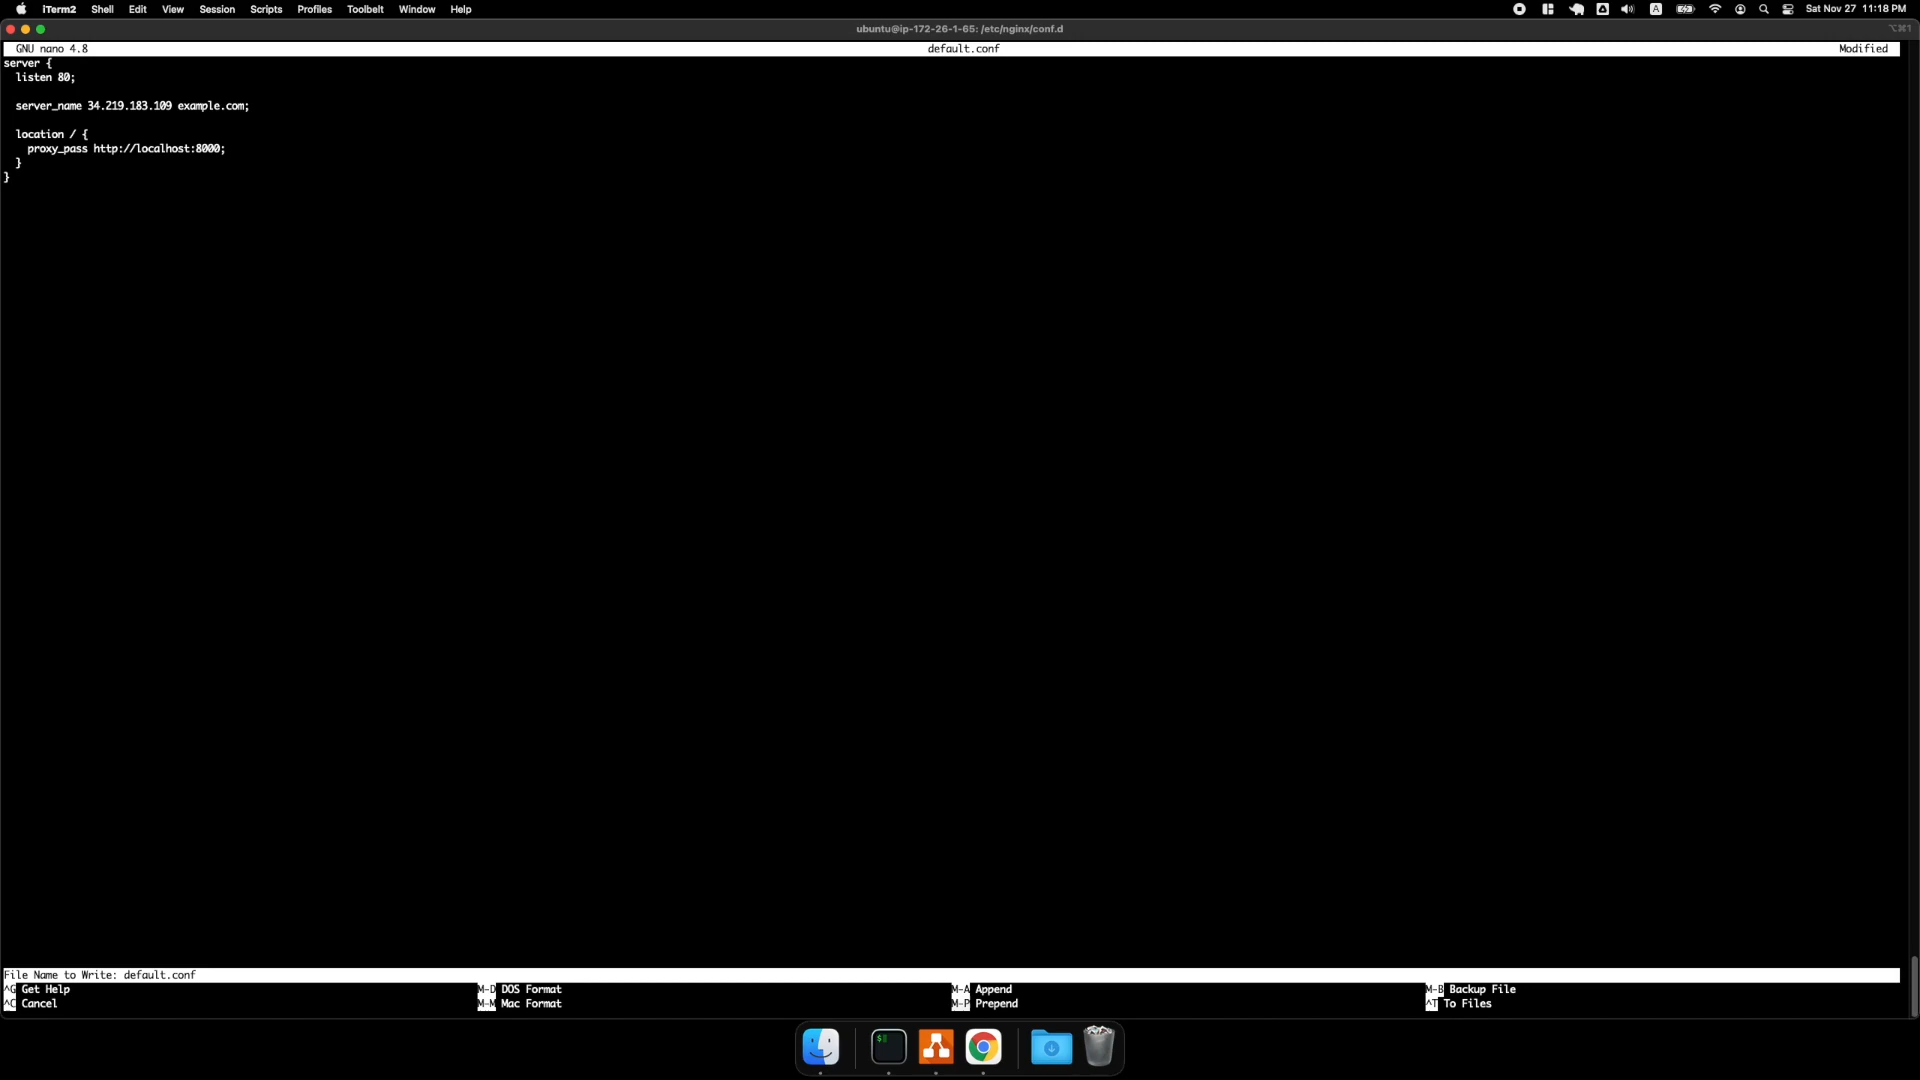 iTerm2 Shell Edit View Session Scripts Profiles Toolbelt Window Help A Sat Nov 27 11:18 PM
ubuntu@ip-172-26-1-65: /etc/nginx/conf.d ⌥⌘1
GNU nano 4.8 default.conf Modified
server {
listen 80;
server_name 34.219.183.109 example.com;
location / {
proxy_pass http://localhost:8000;
}
}
File Name to Write: default.conf
^G Get Help M-D DOS Format M-A Append M-B Backup File
^C Cancel M-M Mac Format M-P Prepend ^T To Files